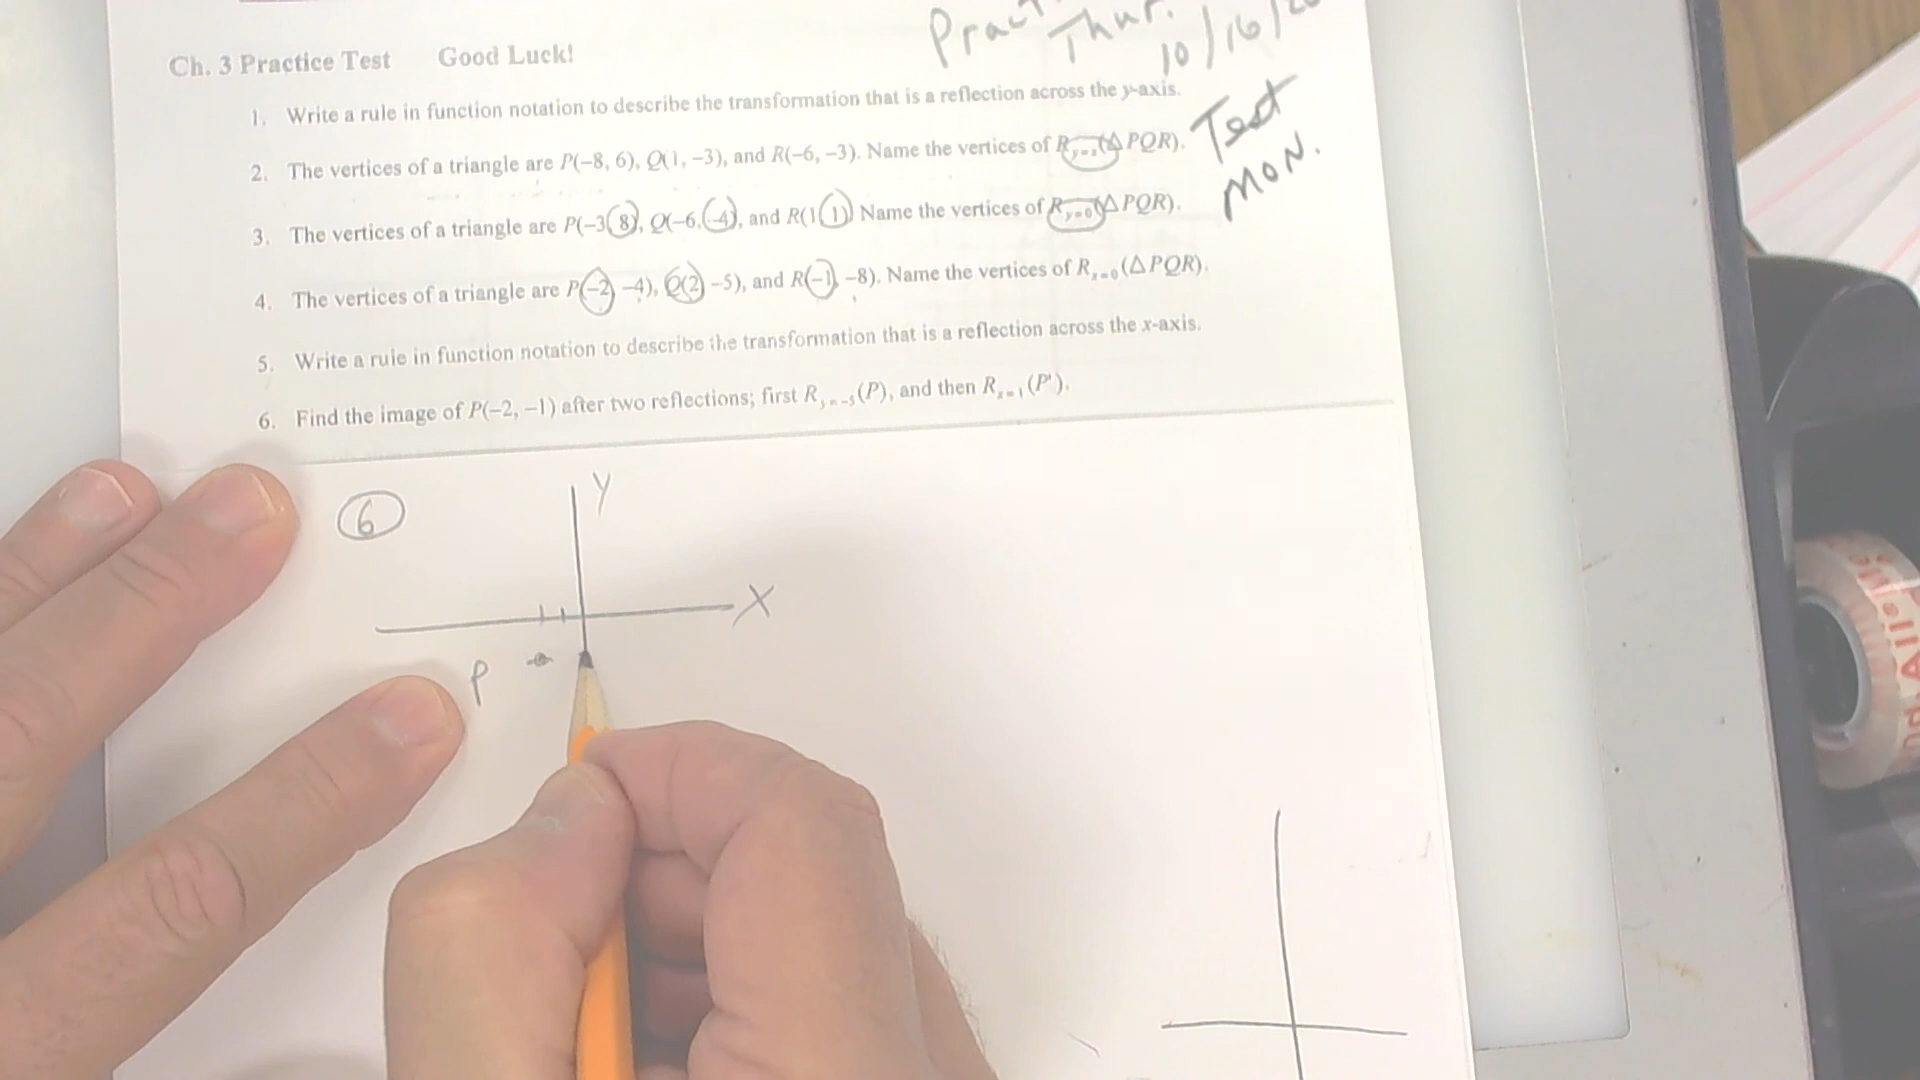 Thur.
10/16/
Ch. 3 Practice Test Good Luck!
Test
MON.
1. Write a rule in function notation to describe the transformation that is a reflection across the y-axis.
2. The vertices of a triangle are P(−8, 6), Q(1, −3), and R(−6, −3). Name the vertices of (△PQR).
3. The vertices of a triangle are P(−3, 8), Q(−6, −4), and R(1, 1) Name the vertices of R y=0 (△PQR).
4. The vertices of a triangle are P(−2, −4), Q(2, −5), and R(−1, −8). Name the vertices of R x=0 (△PQR).
5. Write a rule in function notation to describe the transformation that is a reflection across the x-axis.
6. Find the image of P(−2, −1) after two reflections; first R y=−5 (P), and then R x=1 (P').
6
Y
X
P